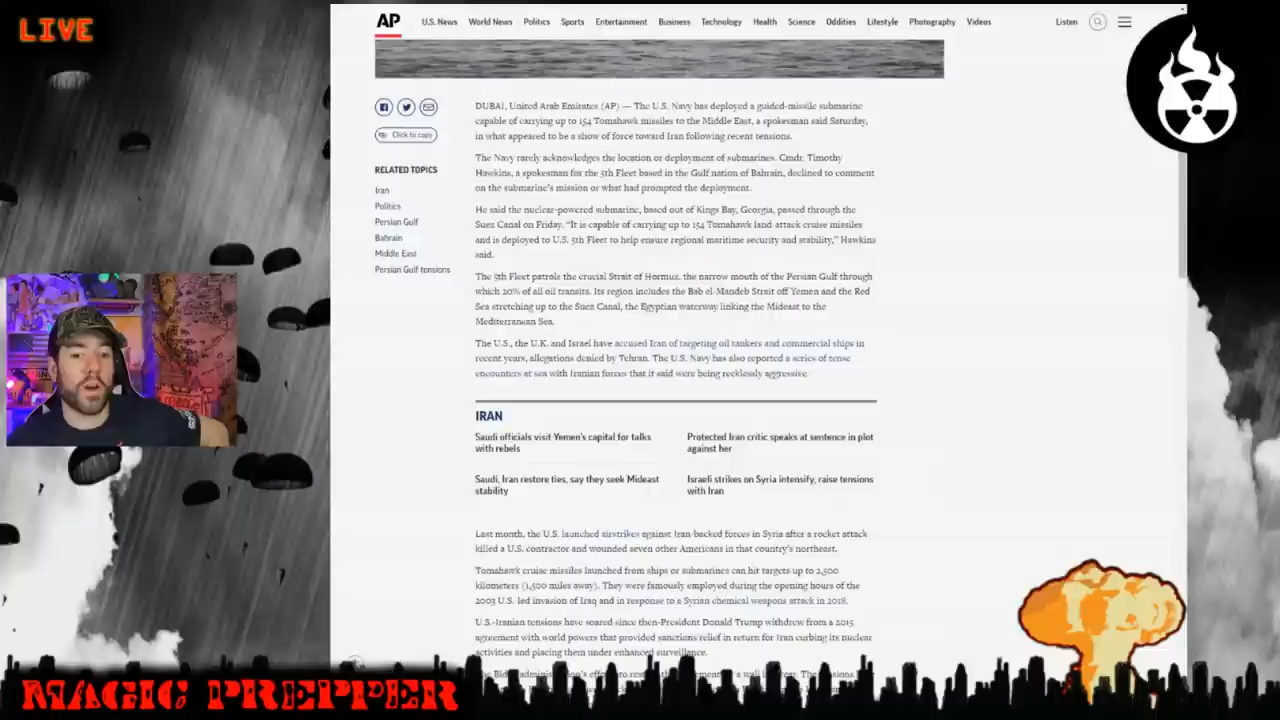 LIVE
AP
U.S. News World News Politics Sports Entertainment Business Technology Health Science Oddities Lifestyle Photography Videos
Listen
Click to copy
RELATED TOPICS
Iran
Politics
Persian Gulf
Bahrain
Middle East
Persian Gulf tensions
DUBAI, United Arab Emirates (AP) — The U.S. Navy has deployed a guided-missile submarine
capable of carrying up to 154 Tomahawk missiles to the Middle East, a spokesman said Saturday,
in what appeared to be a show of force toward Iran following recent tensions.
The Navy rarely acknowledges the location or deployment of submarines. Cmdr. Timothy
Hawkins, a spokesman for the 5th Fleet based in the Gulf nation of Bahrain, declined to comment
on the submarine's mission or what had prompted the deployment.
He said the nuclear-powered submarine, based out of Kings Bay, Georgia, passed through the
Suez Canal on Friday. "It is capable of carrying up to 154 Tomahawk land-attack cruise missiles
and is deployed to U.S. 5th Fleet to help ensure regional maritime security and stability," Hawkins
said.
The 5th Fleet patrols the crucial Strait of Hormuz, the narrow mouth of the Persian Gulf through
which 20% of all oil transits. Its region includes the Bab el-Mandeb Strait off Yemen and the Red
Sea stretching up to the Suez Canal, the Egyptian waterway linking the Mideast to the
Mediterranean Sea.
The U.S., the U.K. and Israel have accused Iran of targeting oil tankers and commercial ships in
recent years, allegations denied by Tehran. The U.S. Navy has also reported a series of tense
encounters at sea with Iranian forces that it said were being recklessly aggressive.
IRAN
Saudi officials visit Yemen's capital for talks
with rebels
Protected Iran critic speaks at sentence in plot
against her
Saudi, Iran restore ties, say they seek Mideast
stability
Israeli strikes on Syria intensify, raise tensions
with Iran
Last month, the U.S. launched airstrikes against Iran-backed forces in Syria after a rocket attack
killed a U.S. contractor and wounded seven other Americans in that country's northeast.
Tomahawk cruise missiles launched from ships or submarines can hit targets up to 2,500
kilometers (1,500 miles away). They were famously employed during the opening hours of the
2003 U.S. led invasion of Iraq and in response to a Syrian chemical weapons attack in 2018.
U.S.-Iranian tensions have soared since then-President Donald Trump withdrew from a 2015
agreement with world powers that provided sanctions relief in return for Iran curbing its nuclear
activities and placing them under enhanced surveillance.
MAGIC PREPPER